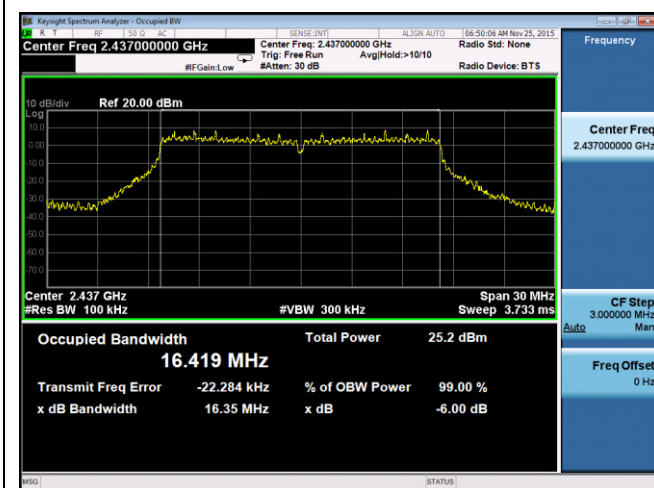 Keysight Spectrum Analyzer - Occupied BW
R T RF 50 Ω AC SENSE:INT ALIGN AUTO 06:50:06 AM Nov 25, 2015
Center Freq 2.437000000 GHz
Center Freq: 2.437000000 GHz
Radio Std: None
Trig: Free Run Avg|Hold:>10/10
#IFGain:Low
#Atten: 30 dB
Radio Device: BTS
10 dB/div Ref 20.00 dBm
Log
10.0
0.00
-10.0
-20.0
-30.0
-40.0
-50.0
-60.0
-70.0
Center 2.437 GHz Span 30 MHz
#Res BW 100 kHz #VBW 300 kHz Sweep 3.733 ms
Occupied Bandwidth Total Power 25.2 dBm
16.419 MHz
Transmit Freq Error -22.284 kHz % of OBW Power 99.00 %
x dB Bandwidth 16.35 MHz x dB -6.00 dB
MSG STATUS
Frequency
Center Freq
2.437000000 GHz
CF Step
3.000000 MHz
Auto Man
Freq Offset
0 Hz